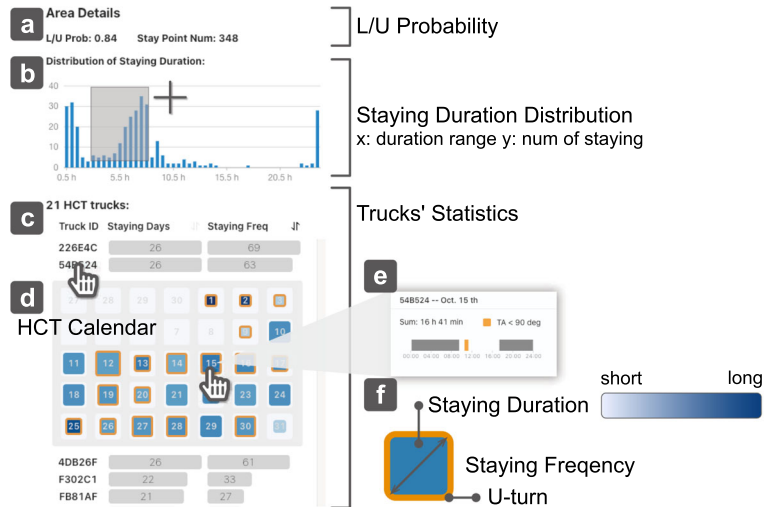 a
Area Details
L/U Prob: 0.84 Stay Point Num: 348
L/U Probability
b
Distribution of Staying Duration:
40
30
20
10
0
0.5 h 5.5 h 10.5 h 15.5 h 20.5 h
Staying Duration Distribution
x: duration range y: num of staying
c
21 HCT trucks:
Trucks' Statistics
Truck ID Staying Days Staying Freq
226E4C 26 69
54B524 26 63
d
HCT Calendar
27 28 29 30 1 2
7 8 10
11 12 13 14 15
18 19 20 21 23 24
25 26 27 28 29 30 31
4DB26F 26 61
F302C1 22 33
FB81AF 21 27
e
54B524 -- Oct. 15 th
Sum: 16 h 41 min TA < 90 deg
00:00 04:00 08:00 12:00 16:00 20:00 24:00
f
short long
Staying Duration
Staying Freqency
U-turn